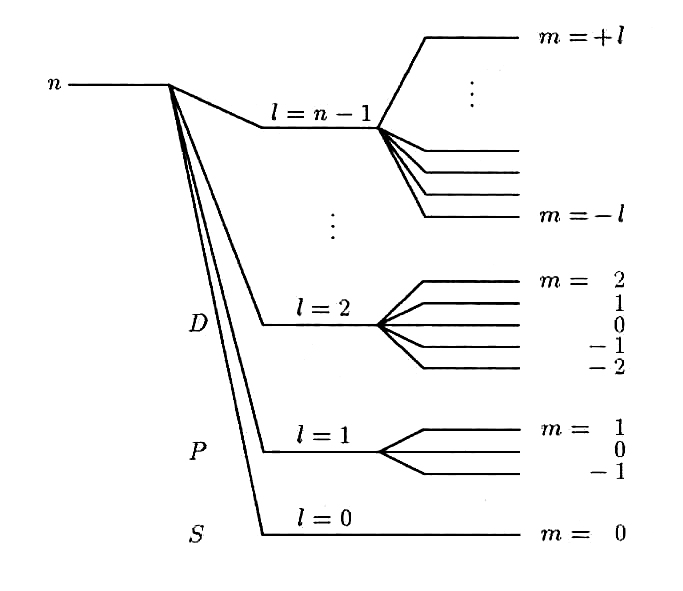 m = + l
n
l = n − 1
⋮
⋮
m = − l
m = 2
l = 2
1
D
0
− 1
− 2
l = 1
m = 1
P
0
− 1
l = 0
S
m = 0